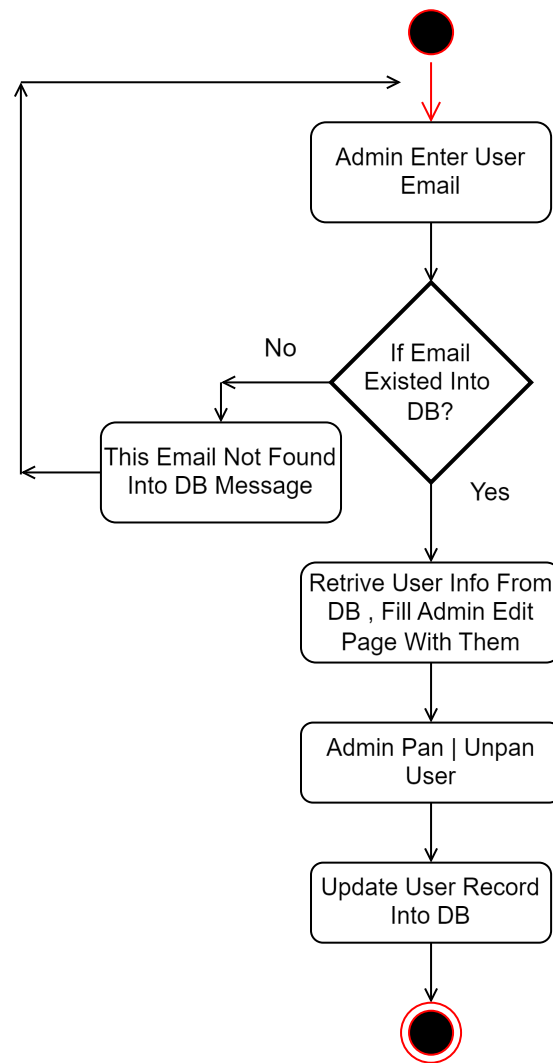 Admin Enter User
Email
No
If Email
Existed Into
DB?
This Email Not Found
Into DB Message
Yes
Retrive User Info From
DB , Fill Admin Edit
Page With Them
Admin Pan | Unpan
User
Update User Record
Into DB